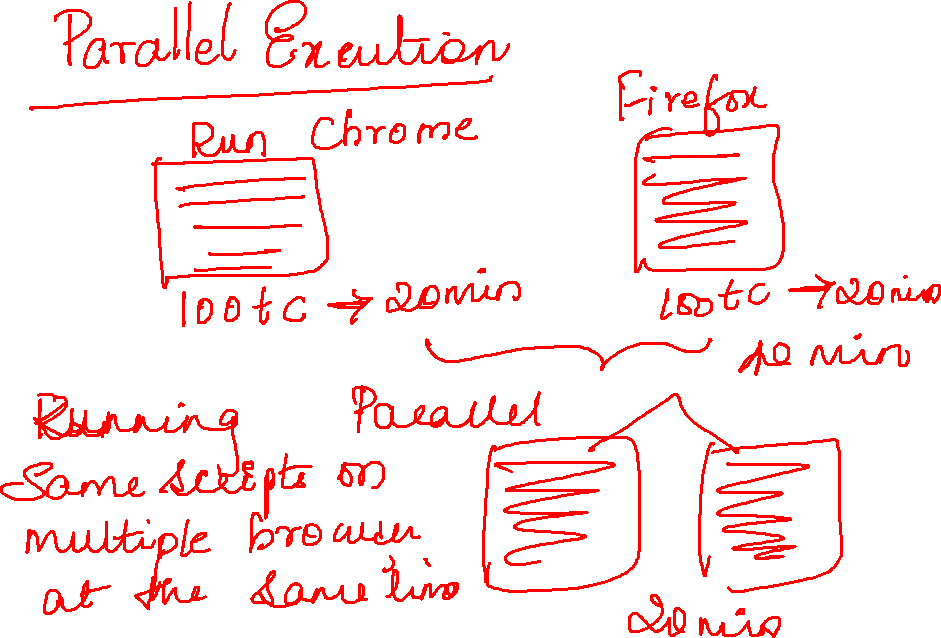 Parallel Execution
Run Chrome
Firefox
100 tc → 20 mins
100 tc → 20 mins
40 mins
Parallel
Running
Same scripts on
multiple browser
at the same time
20 mins